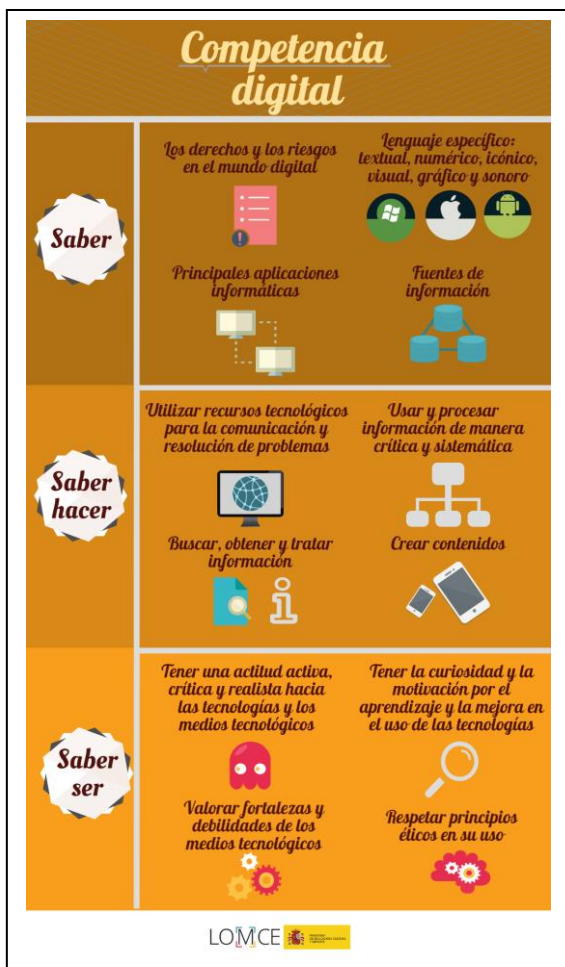 Competencia
digital
Saber
Los derechos y los riesgos
en el mundo digital
Lenguaje específico:
textual, numérico, icónico,
visual, gráfico y sonoro
Principales aplicaciones
informáticas
Fuentes de
información
Saber
hacer
Utilizar recursos tecnológicos
para la comunicación y
resolución de problemas
Usar y procesar
información de manera
crítica y sistemática
Buscar, obtener y tratar
información
Crear contenidos
Saber
ser
Tener una actitud activa,
crítica y realista hacia
las tecnologías y los
medios tecnológicos
Tener la curiosidad y la
motivación por el
aprendizaje y la mejora en
el uso de las tecnologías
Valorar fortalezas y
debilidades de los
medios tecnológicos
Respetar principios
éticos en su uso
LOMCE